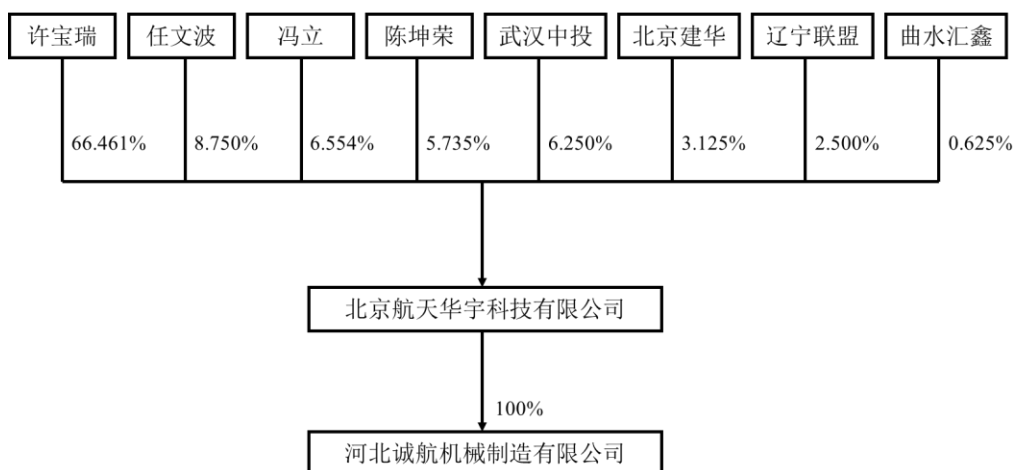 许宝瑞 任文波 冯立 陈坤荣 武汉中投 北京建华 辽宁联盟 曲水汇鑫
66.461% 8.750% 6.554% 5.735% 6.250% 3.125% 2.500% 0.625%
北京航天华宇科技有限公司
100%
河北诚航机械制造有限公司